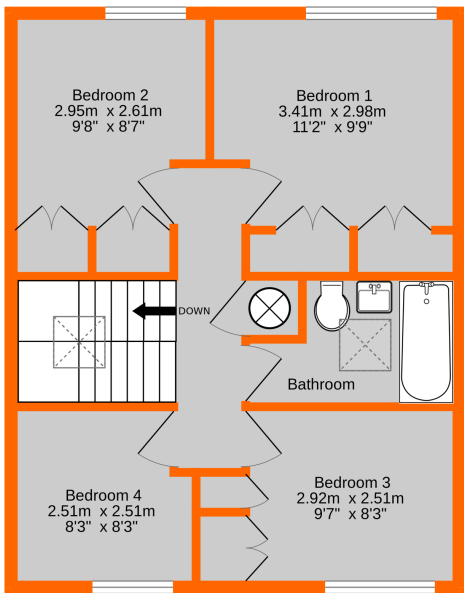 Bedroom 2
2.95m x 2.61m
9'8" x 8'7"
Bedroom 1
3.41m x 2.98m
11'2" x 9'9"
DOWN
Bathroom
Bedroom 3
2.92m x 2.51m
9'7" x 8'3"
Bedroom 4
2.51m x 2.51m
8'3" x 8'3"